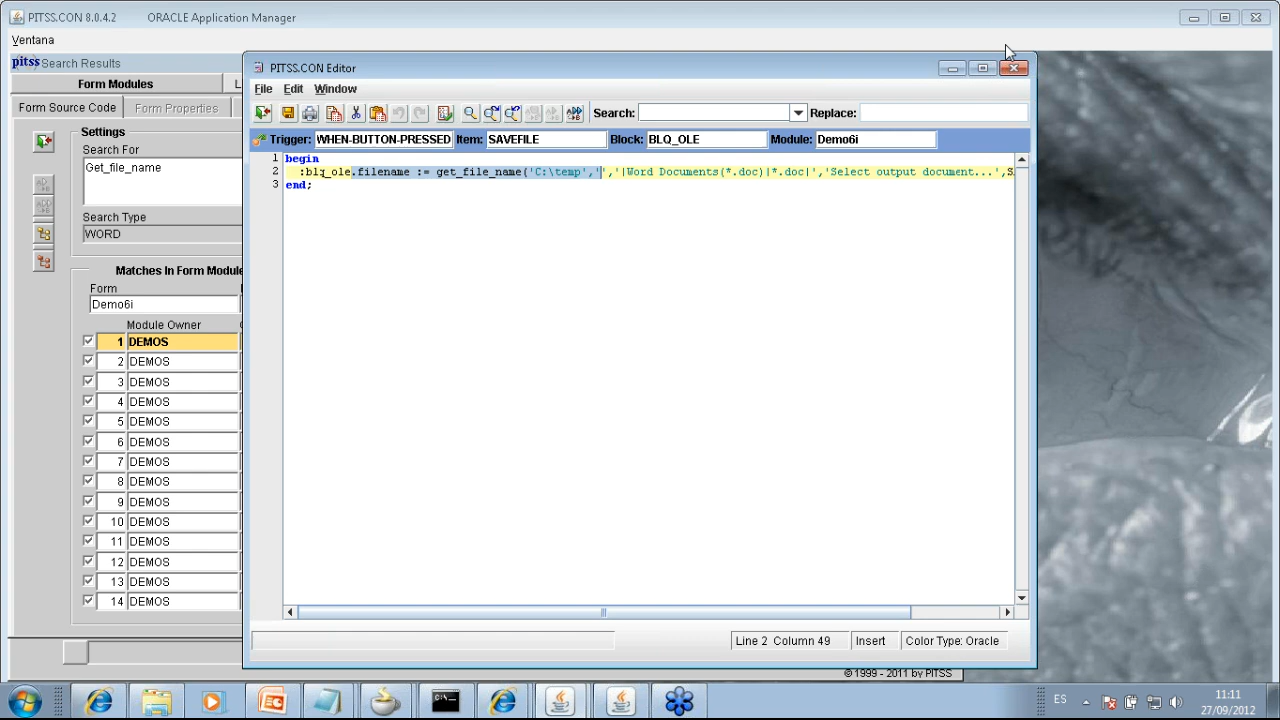 PITSS.CON 8.0.4.2 ORACLE Application Manager
Ventana
pitss) Search Results
Form Modules
Form Source Code Form Properties
Settings
Search For
Get_file_name
Search Type
WORD
Matches In Form Module
Form
Demo6i
Module Owner
1 DEMOS
2 DEMOS
3 DEMOS
4 DEMOS
5 DEMOS
6 DEMOS
7 DEMOS
8 DEMOS
9 DEMOS
10 DEMOS
11 DEMOS
12 DEMOS
13 DEMOS
14 DEMOS
PITSS.CON Editor
File Edit Window
Search: Replace:
Trigger: WHEN-BUTTON-PRESSED Item: SAVEFILE Block: BLQ_OLE Module: Demo6i
1 begin
2 :blq_ole.filename := get_file_name('C:\temp','','|Word Documents(*.doc)|*.doc|','Select output document...',S
3 end;
Line 2 Column 49 Insert Color Type: Oracle
© 1999 - 2011 by PITSS
ES 11:11
27/09/2012